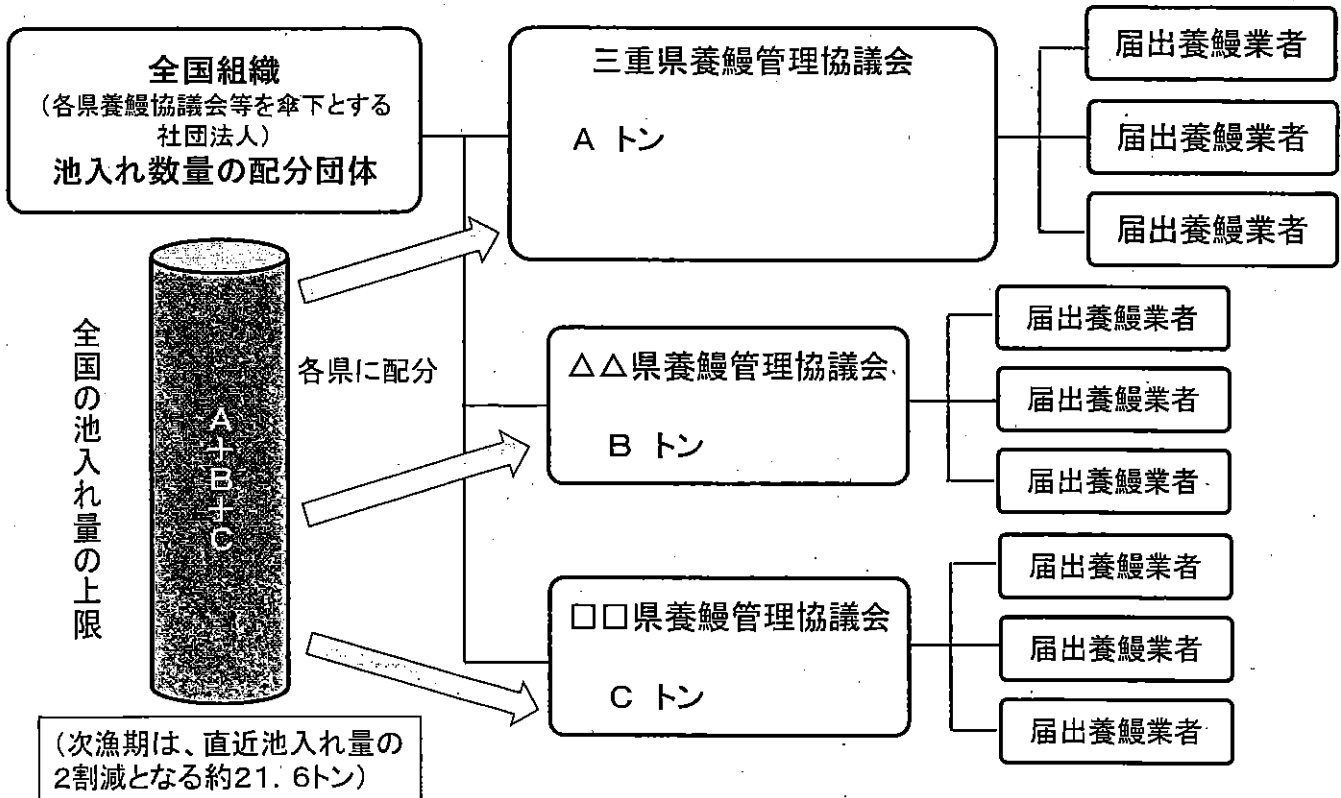 全国組織
（各県養鰻協議会等を傘下とする
社団法人）
池入れ数量の配分団体
三重県養鰻管理協議会
A トン
届出養鰻業者
届出養鰻業者
届出養鰻業者
全国の池入れ量の上限
A+B+C
各県に配分
△△県養鰻管理協議会
B トン
届出養鰻業者
届出養鰻業者
届出養鰻業者
□□県養鰻管理協議会
C トン
届出養鰻業者
届出養鰻業者
届出養鰻業者
（次漁期は、直近池入れ量の
2割減となる約21．6トン）